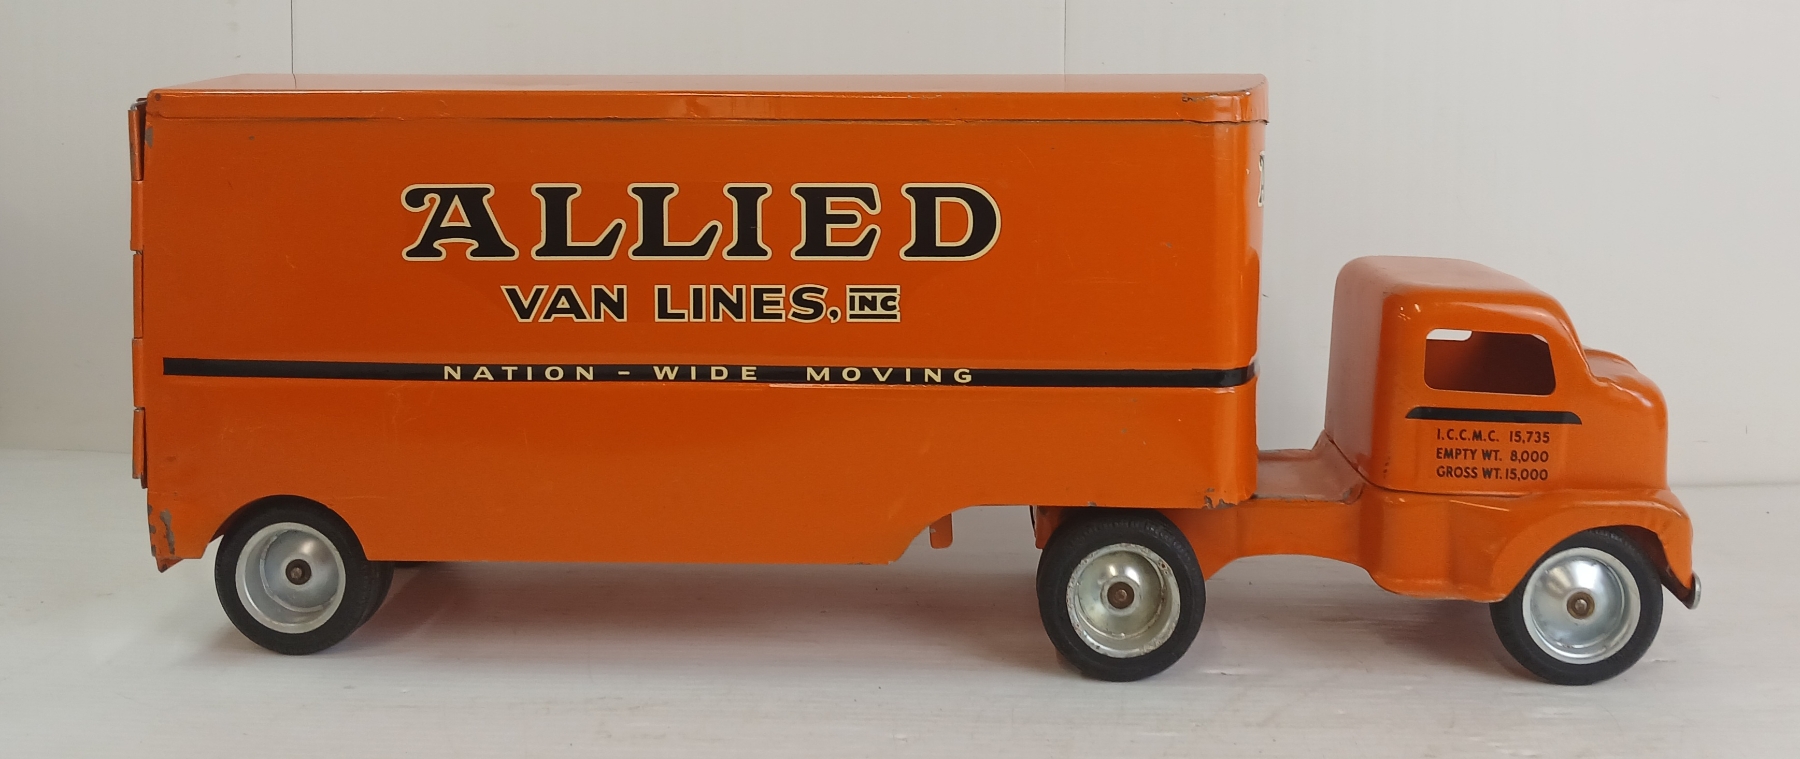 ALLIED
VAN LINES, INC
NATION - WIDE MOVING
I.C.C.M.C. 15,735
EMPTY WT. 8,000
GROSS WT. 15,000